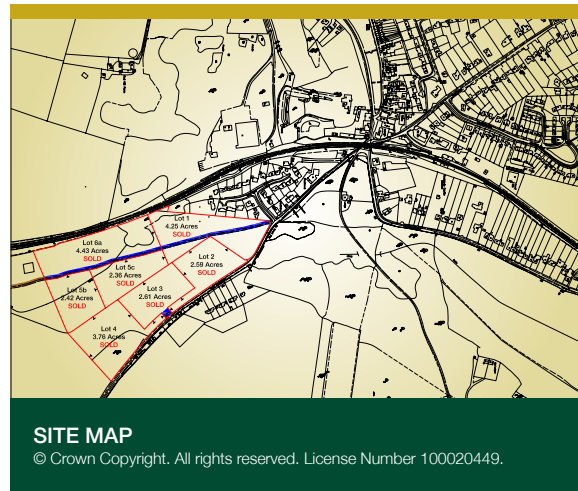 Lot 1
4.25 Acres
SOLD
Lot 6a
4.43 Acres
SOLD
Lot 2
2.59 Acres
SOLD
Lot 5c
2.36 Acres
SOLD
Lot 5b
2.42 Acres
SOLD
Lot 3
2.61 Acres
SOLD
Lot 4
3.76 Acres
SOLD
SITE MAP
© Crown Copyright. All rights reserved. License Number 100020449.